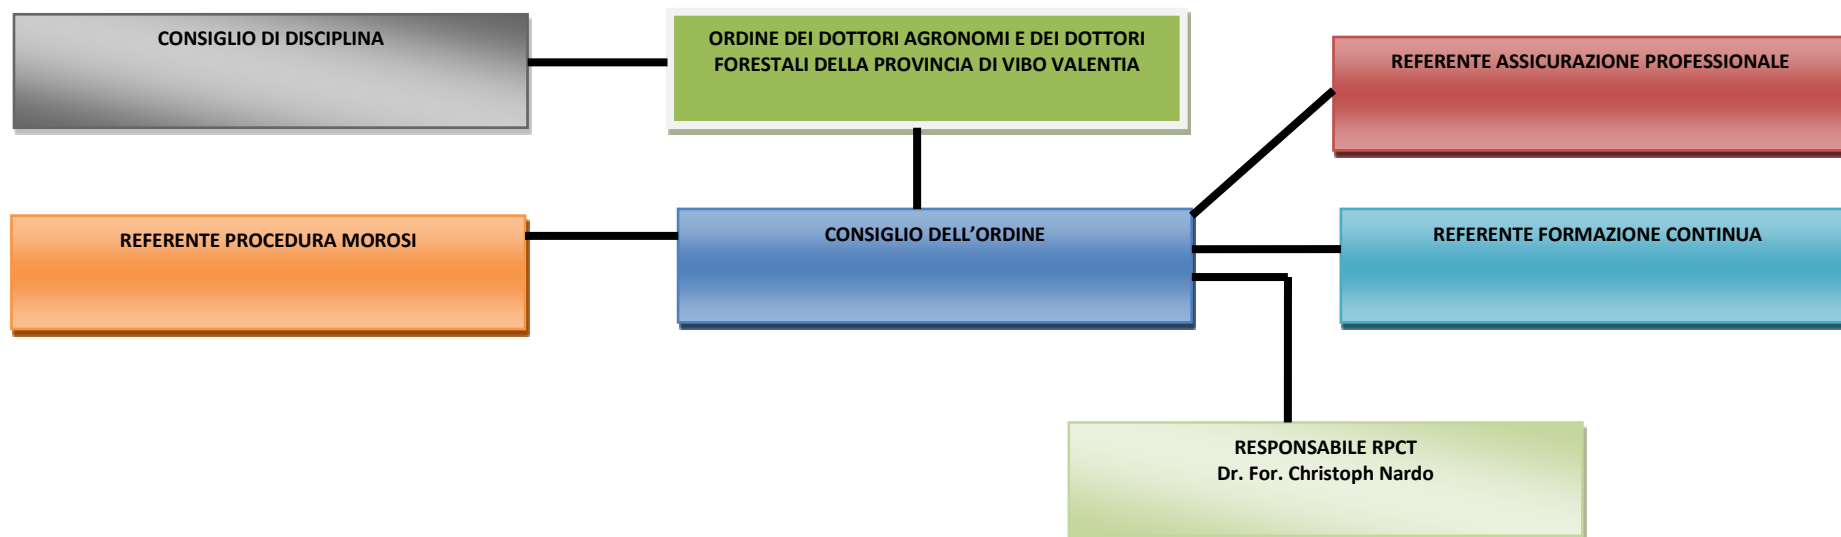 CONSIGLIO DI DISCIPLINA
ORDINE DEI DOTTORI AGRONOMI E DEI DOTTORI
FORESTALI DELLA PROVINCIA DI VIBO VALENTIA
REFERENTE ASSICURAZIONE PROFESSIONALE
REFERENTE PROCEDURA MOROSI
CONSIGLIO DELL’ORDINE
REFERENTE FORMAZIONE CONTINUA
RESPONSABILE RPCT
Dr. For. Christoph Nardo